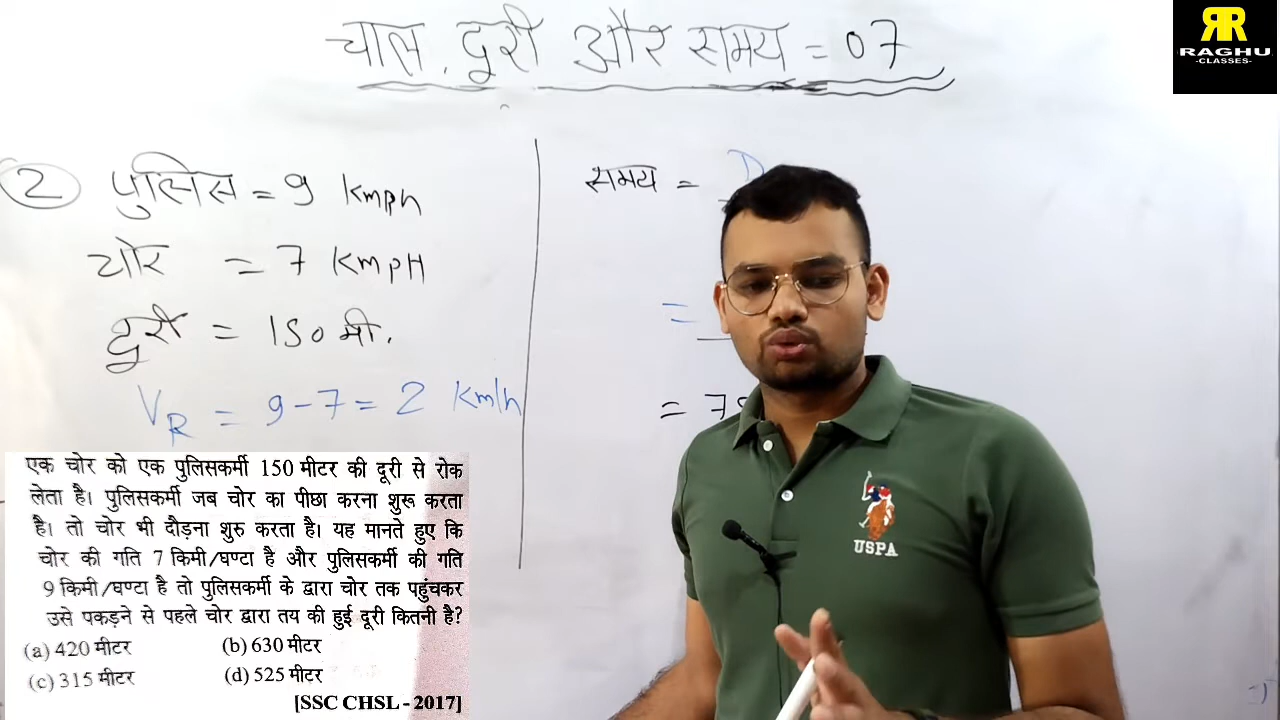 चाल, दूरी और समय = 07
RR
RAGHU
-CLASSES-
2 पुलिस = 9 Kmph
चोर = 7 KmpH
दूरी = 150 मी.
VR = 9-7 = 2 Km/h
समय = D
=
= 75
एक चोर को एक पुलिसकर्मी 150 मीटर की दूरी से रोक
लेता है। पुलिसकर्मी जब चोर का पीछा करना शुरू करता
है। तो चोर भी दौड़ना शुरु करता है। यह मानते हुए कि
चोर की गति 7 किमी/घण्टा है और पुलिसकर्मी की गति
9 किमी/घण्टा है तो पुलिसकर्मी के द्वारा चोर तक पहुंचकर
उसे पकड़ने से पहले चोर द्वारा तय की हुई दूरी कितनी है?
(a) 420 मीटर (b) 630 मीटर
(c) 315 मीटर (d) 525 मीटर
[SSC CHSL - 2017]
USPA